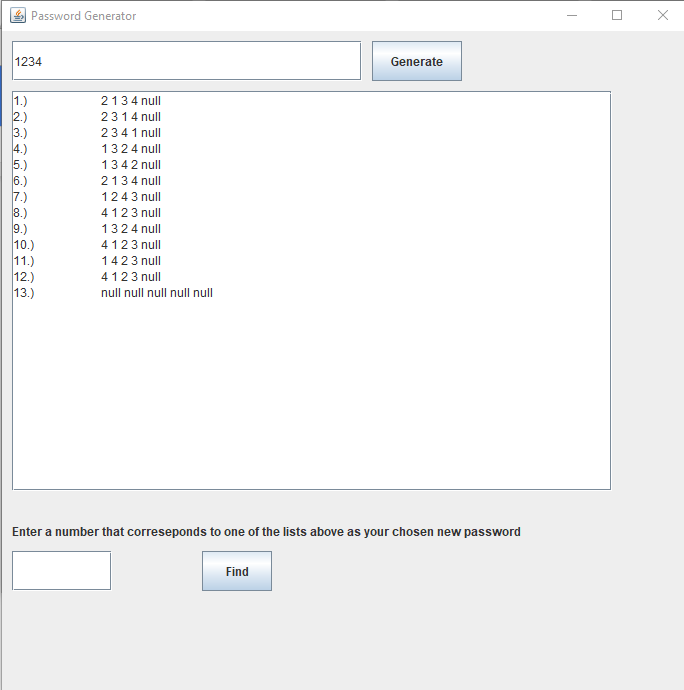 Password Generator
1234
Generate
1.) 2 1 3 4 null
2.) 2 3 1 4 null
3.) 2 3 4 1 null
4.) 1 3 2 4 null
5.) 1 3 4 2 null
6.) 2 1 3 4 null
7.) 1 2 4 3 null
8.) 4 1 2 3 null
9.) 1 3 2 4 null
10.) 4 1 2 3 null
11.) 1 4 2 3 null
12.) 4 1 2 3 null
13.) null null null null null
Enter a number that correseponds to one of the lists above as your chosen new password
Find